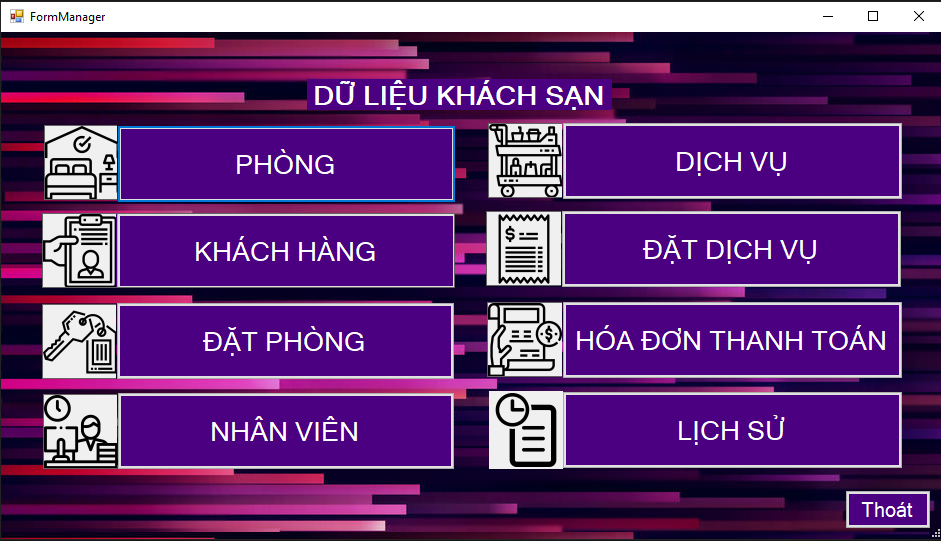 FormManager
DỮ LIỆU KHÁCH SẠN
PHÒNG
DỊCH VỤ
KHÁCH HÀNG
ĐẶT DỊCH VỤ
ĐẶT PHÒNG
HÓA ĐƠN THANH TOÁN
NHÂN VIÊN
LỊCH SỬ
Thoát